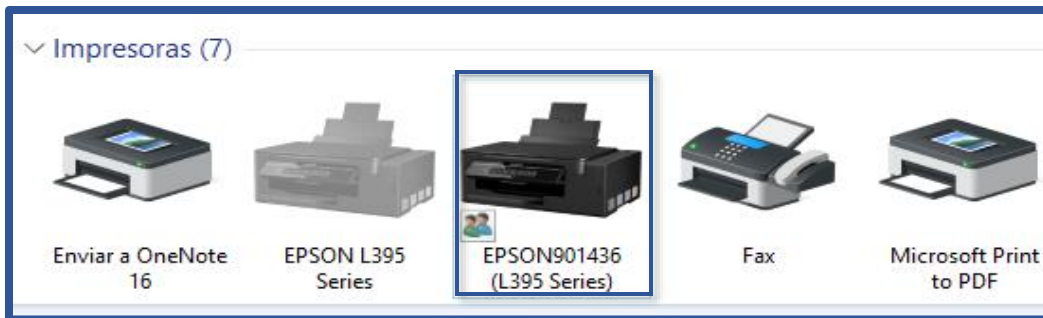 Impresoras (7)
Enviar a OneNote
16
EPSON L395
Series
EPSON901436
(L395 Series)
Fax
Microsoft Print
to PDF